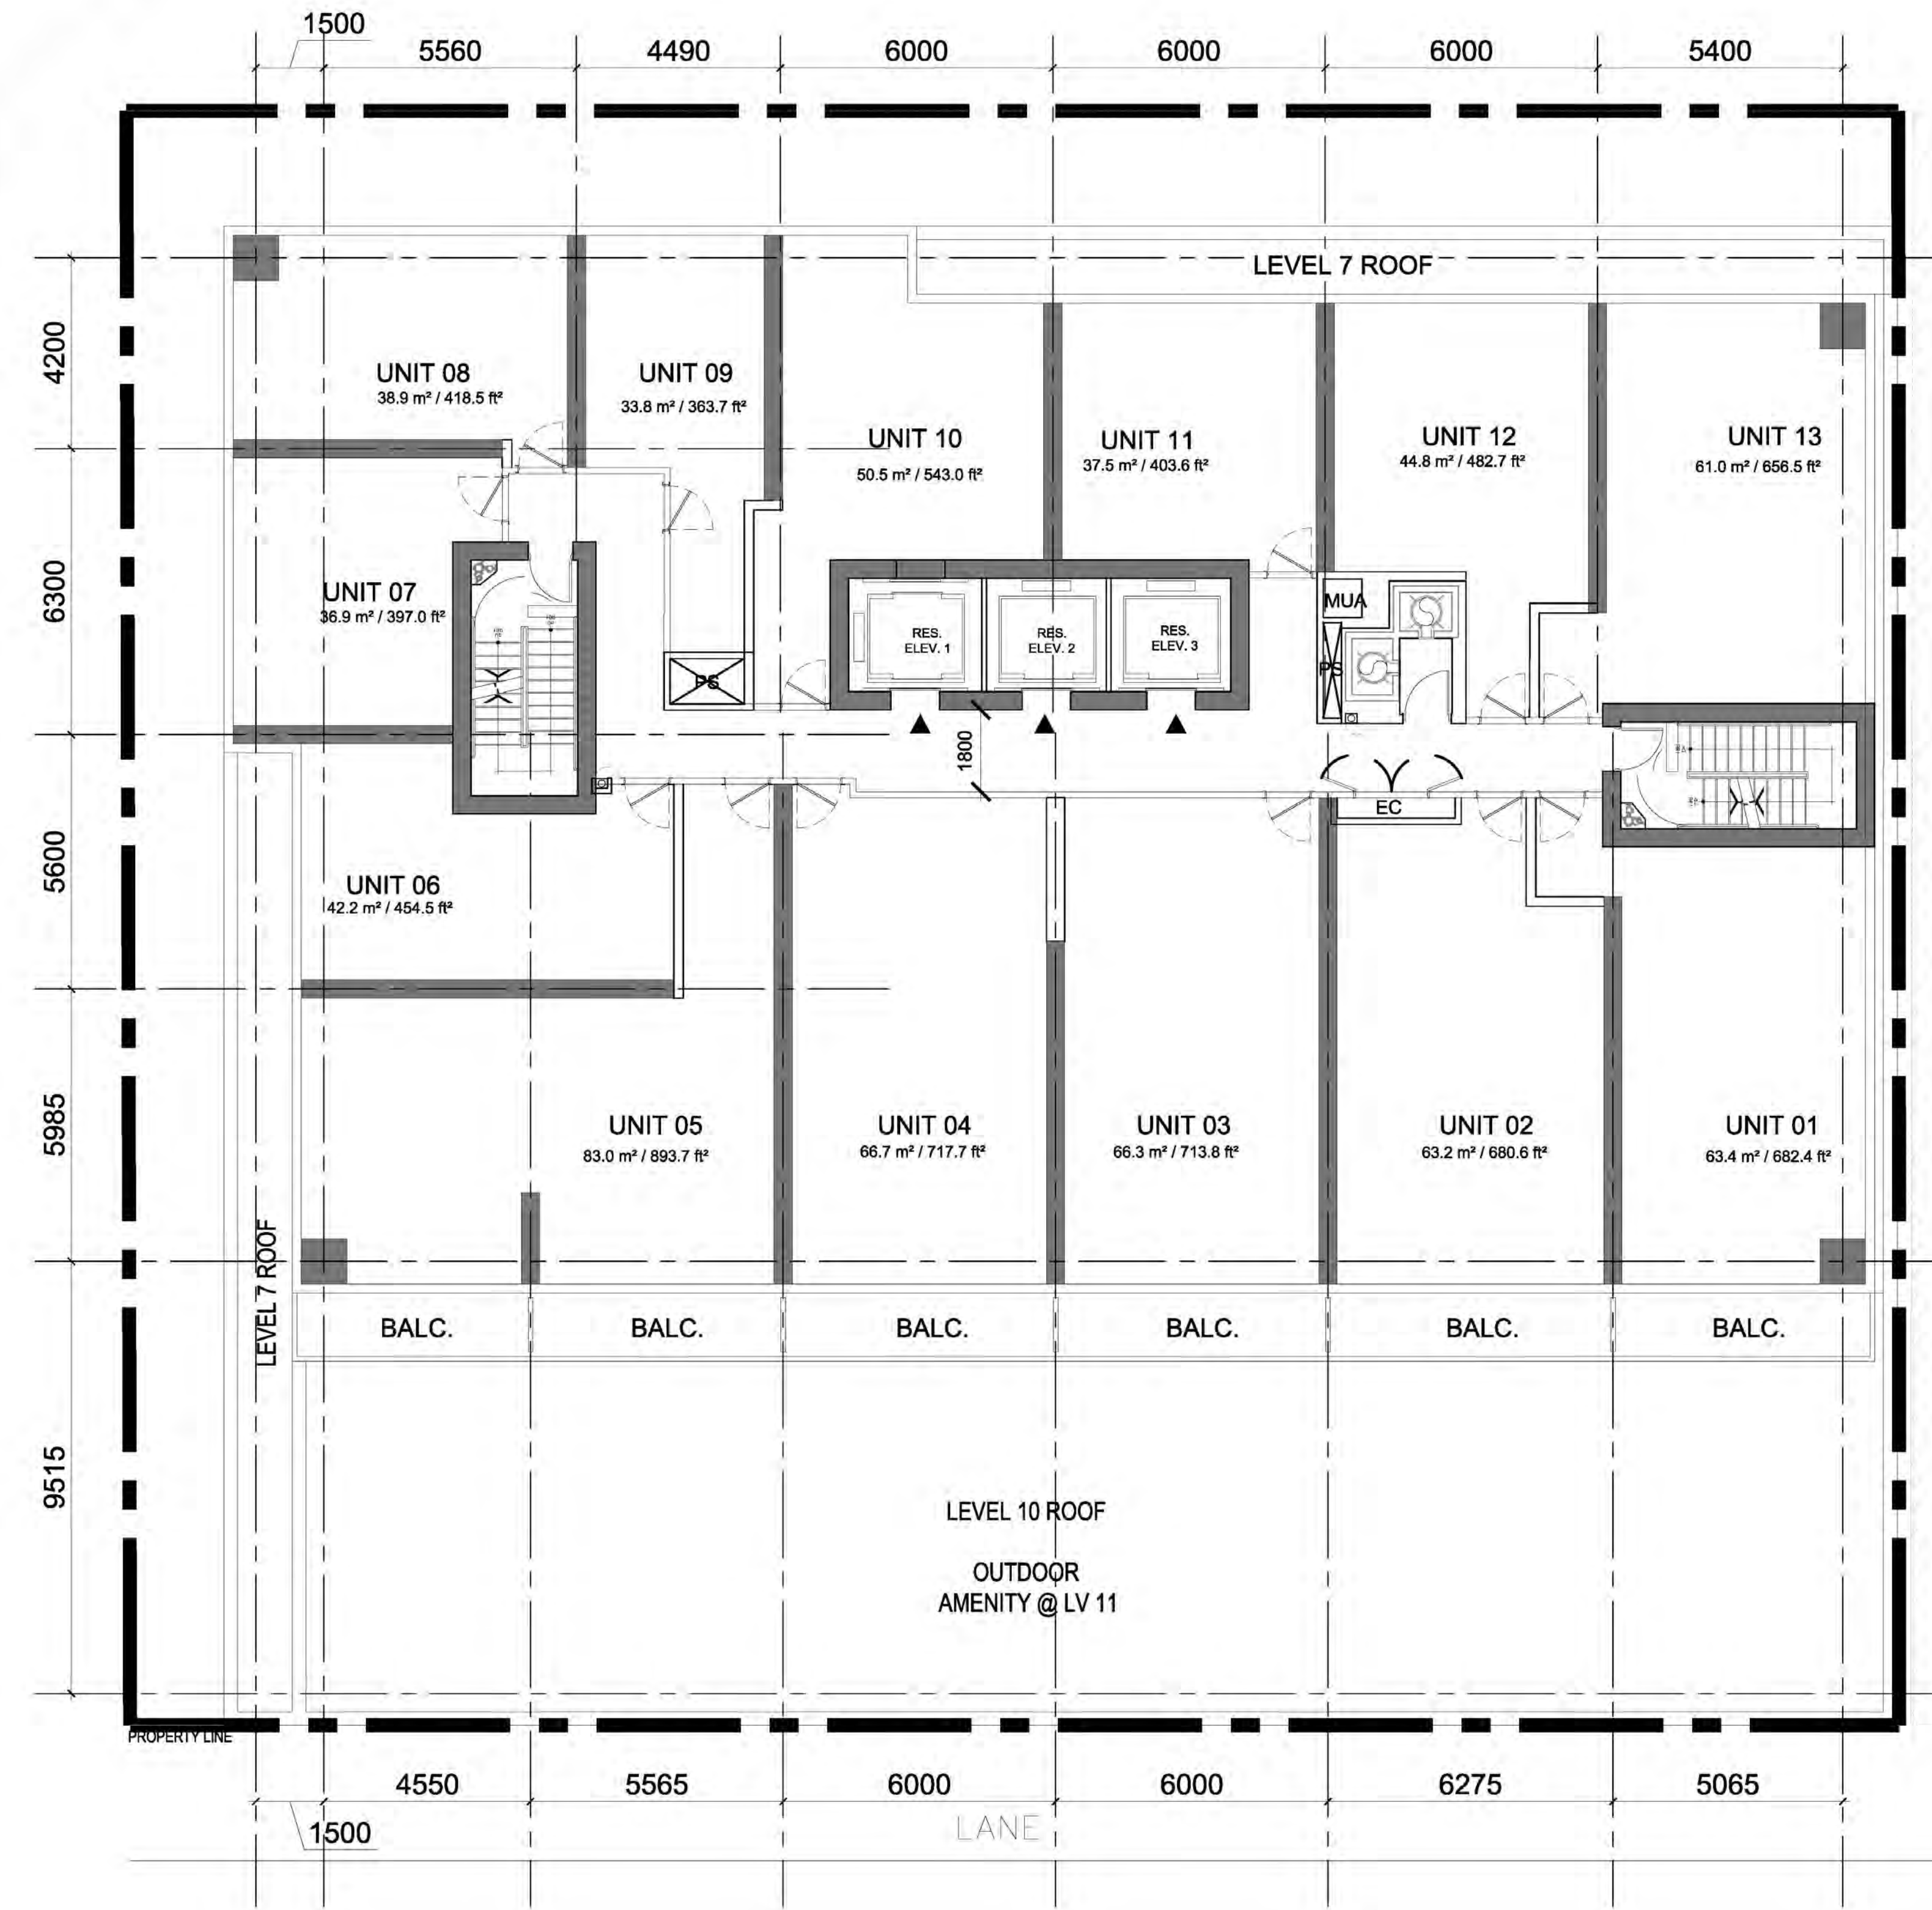 1500
5560
4490
6000
6000
6000
5400
LEVEL 7 ROOF
4200
6300
5600
5985
9515
UNIT 08
38.9 m² / 418.5 ft²
UNIT 09
33.8 m² / 363.7 ft²
UNIT 10
50.5 m² / 543.0 ft²
UNIT 11
37.5 m² / 403.6 ft²
UNIT 12
44.8 m² / 482.7 ft²
UNIT 13
61.0 m² / 656.5 ft²
UNIT 07
36.9 m² / 397.0 ft²
PS
RES.
ELEV. 1
RES.
ELEV. 2
RES.
ELEV. 3
MUA
PS
1800
EC
UNIT 06
42.2 m² / 454.5 ft²
UNIT 05
83.0 m² / 893.7 ft²
UNIT 04
66.7 m² / 717.7 ft²
UNIT 03
66.3 m² / 713.8 ft²
UNIT 02
63.2 m² / 680.6 ft²
UNIT 01
63.4 m² / 682.4 ft²
LEVEL 7 ROOF
BALC.
BALC.
BALC.
BALC.
BALC.
BALC.
LEVEL 10 ROOF
OUTDOOR
AMENITY @ LV 11
PROPERTY LINE
4550
5565
6000
6000
6275
5065
1500
LANE